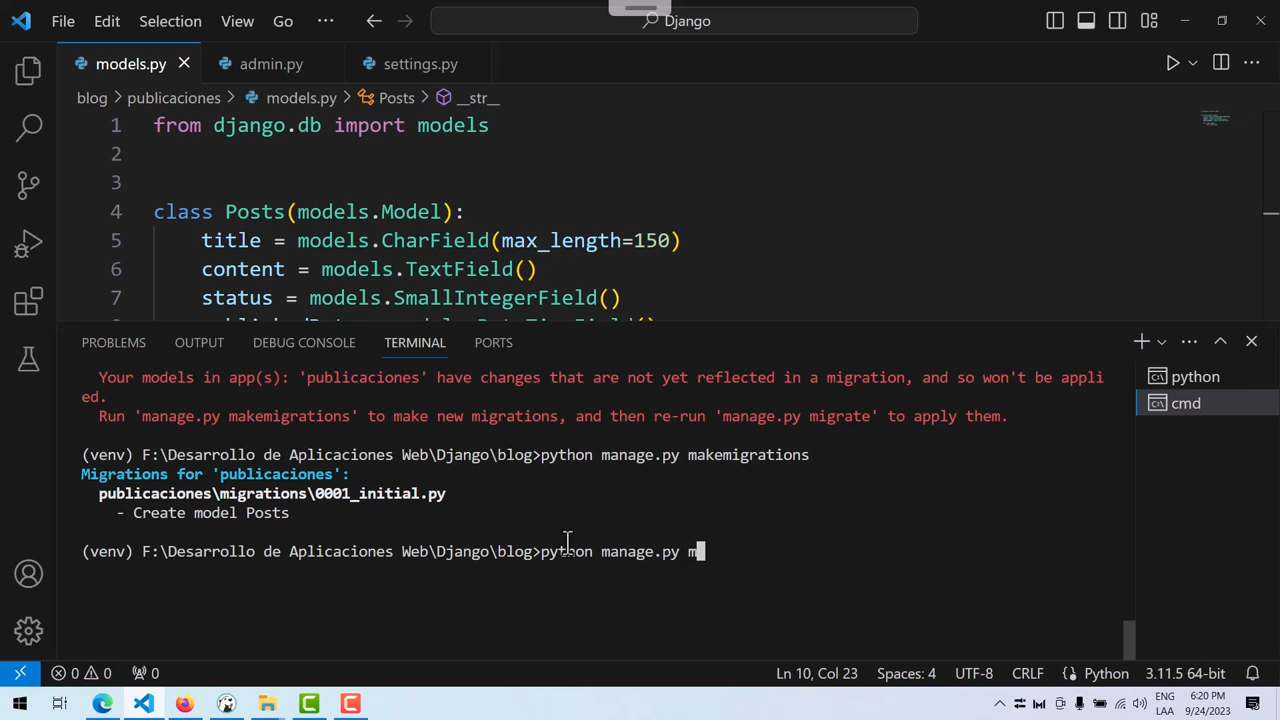 File Edit Selection View Go ··· Django
models.py admin.py settings.py
blog > publicaciones > models.py > Posts > __str__
1 from django.db import models
2
3
4 class Posts(models.Model):
5 title = models.CharField(max_length=150)
6 content = models.TextField()
7 status = models.SmallIntegerField()
PROBLEMS OUTPUT DEBUG CONSOLE TERMINAL PORTS
Your models in app(s): 'publicaciones' have changes that are not yet reflected in a migration, and so won't be appli
ed.
Run 'manage.py makemigrations' to make new migrations, and then re-run 'manage.py migrate' to apply them.
(venv) F:\Desarrollo de Aplicaciones Web\Django\blog>python manage.py makemigrations
Migrations for 'publicaciones':
publicaciones\migrations\0001_initial.py
- Create model Posts
(venv) F:\Desarrollo de Aplicaciones Web\Django\blog>python manage.py m
python
cmd
0 0 0 Ln 10, Col 23 Spaces: 4 UTF-8 CRLF Python 3.11.5 64-bit
ENG 6:20 PM
LAA 9/24/2023